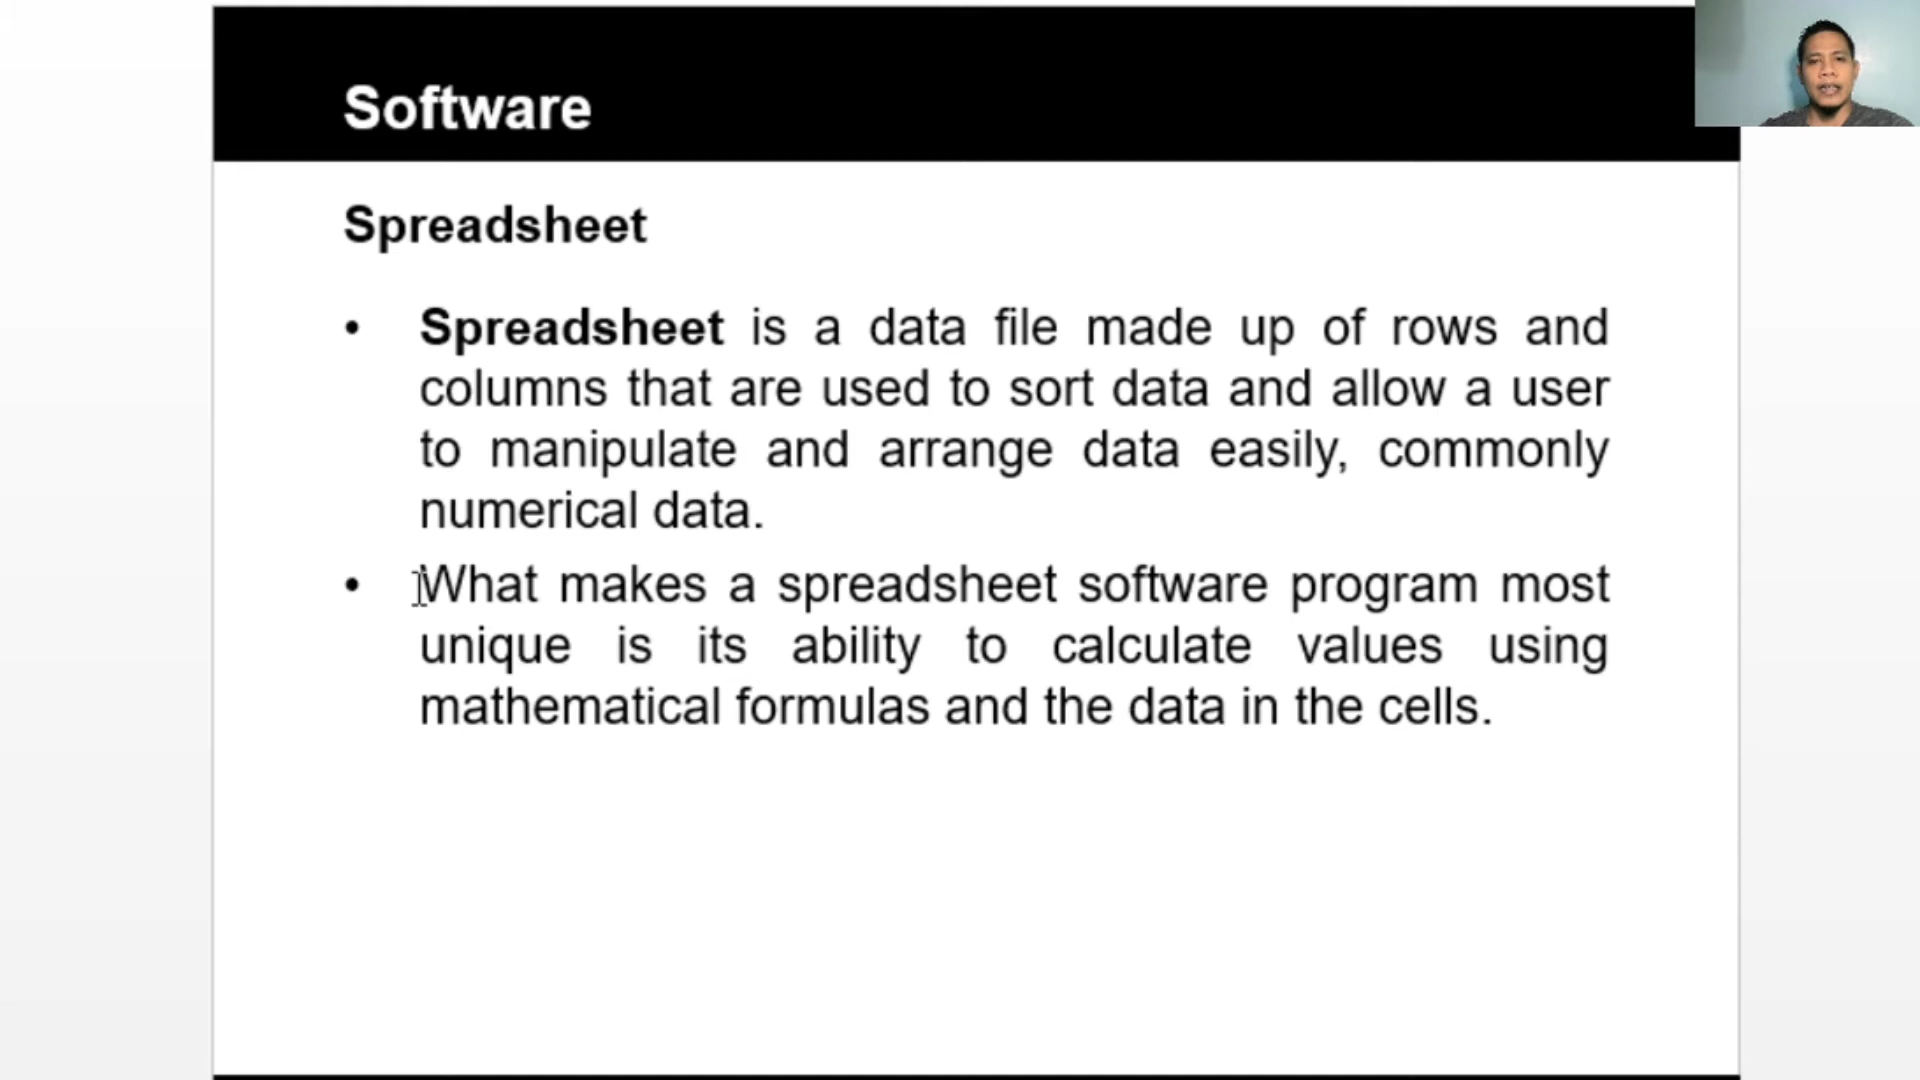 Software
Spreadsheet
• Spreadsheet is a data file made up of rows and
columns that are used to sort data and allow a user
to manipulate and arrange data easily, commonly
numerical data.
• What makes a spreadsheet software program most
unique is its ability to calculate values using
mathematical formulas and the data in the cells.